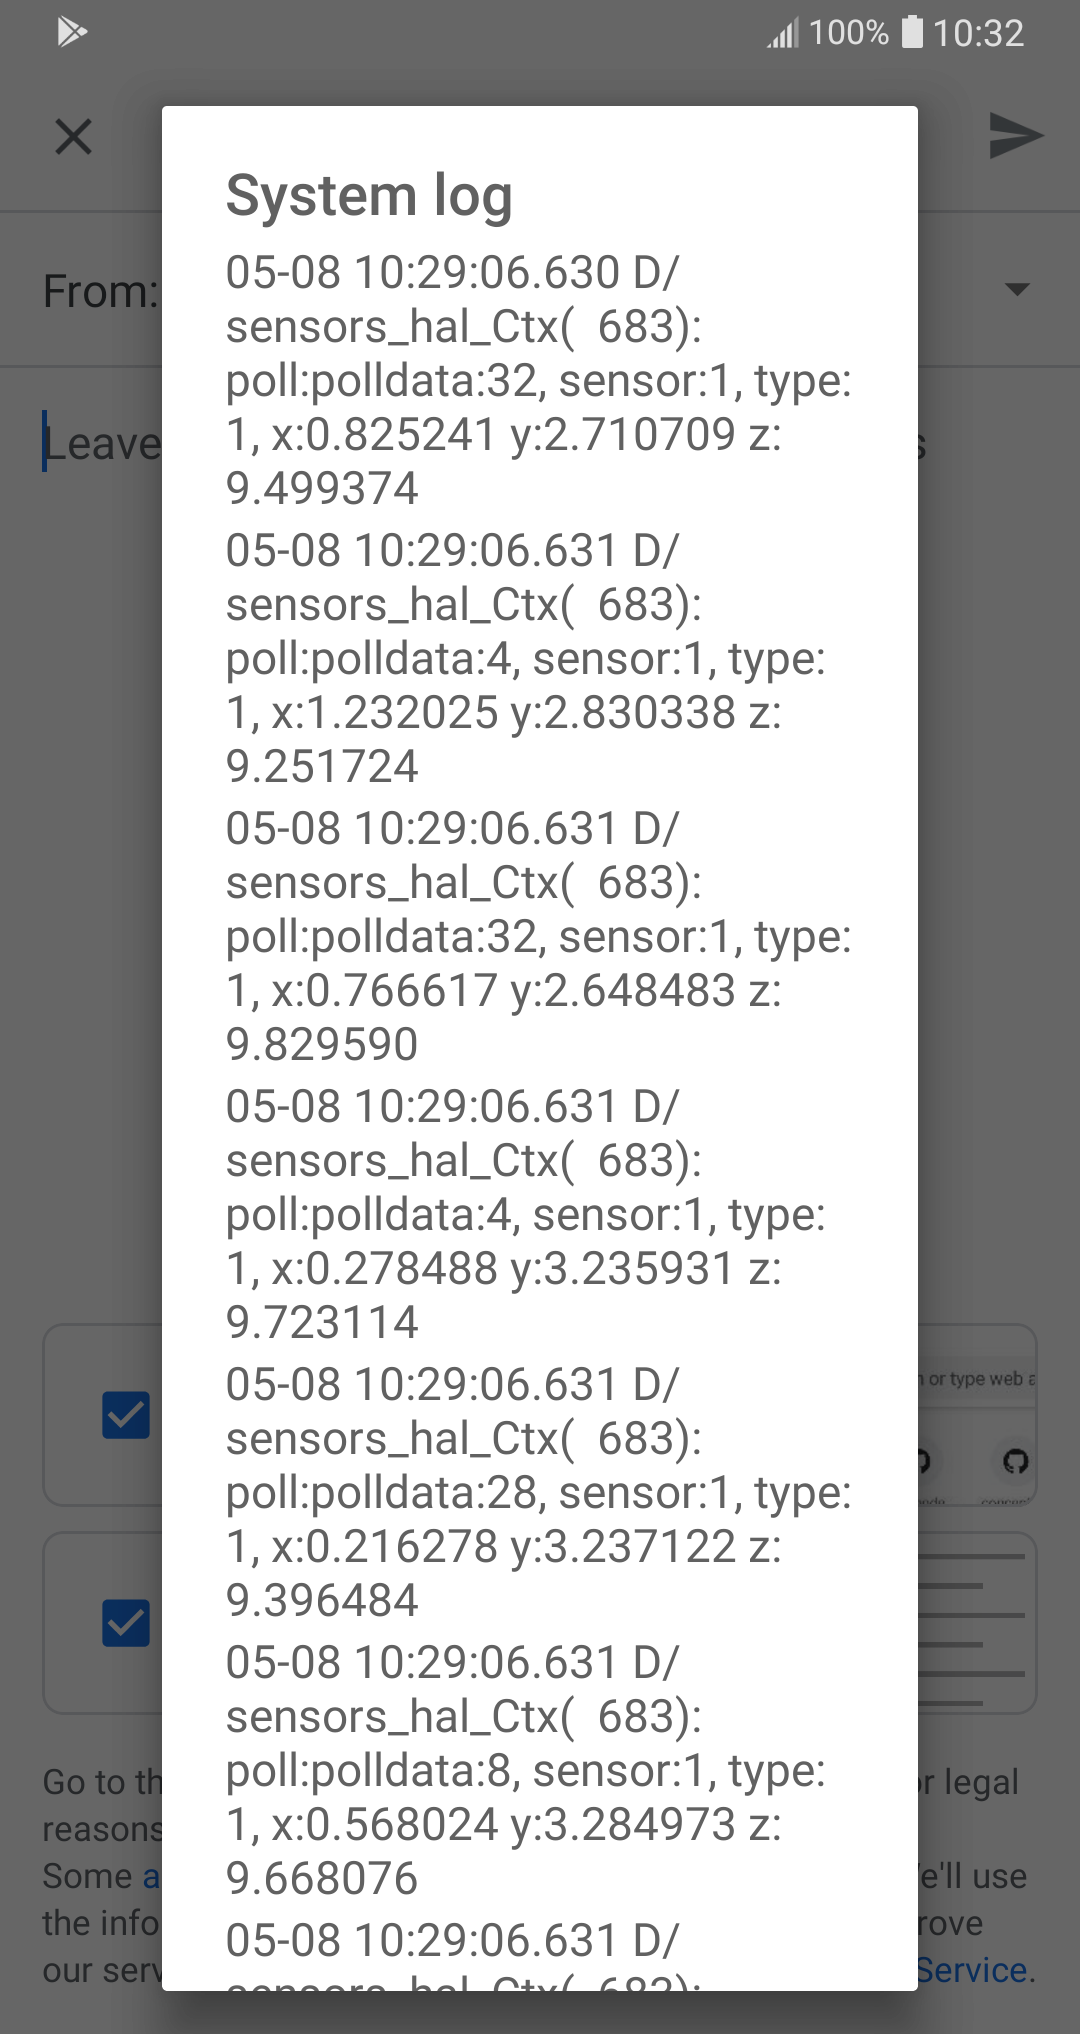 100% 10:32
System log
From:
05-08 10:29:06.630 D/
sensors_hal_Ctx(  683):
poll:polldata:32, sensor:1, type:
1, x:0.825241 y:2.710709 z:
9.499374
Leave
05-08 10:29:06.631 D/
sensors_hal_Ctx(  683):
poll:polldata:4, sensor:1, type:
1, x:1.232025 y:2.830338 z:
9.251724
05-08 10:29:06.631 D/
sensors_hal_Ctx(  683):
poll:polldata:32, sensor:1, type:
1, x:0.766617 y:2.648483 z:
9.829590
05-08 10:29:06.631 D/
sensors_hal_Ctx(  683):
poll:polldata:4, sensor:1, type:
1, x:0.278488 y:3.235931 z:
9.723114
05-08 10:29:06.631 D/
sensors_hal_Ctx(  683):
poll:polldata:28, sensor:1, type:
1, x:0.216278 y:3.237122 z:
9.396484
or type web a
05-08 10:29:06.631 D/
sensors_hal_Ctx(  683):
poll:polldata:8, sensor:1, type:
1, x:0.568024 y:3.284973 z:
9.668076
05-08 10:29:06.631 D/
sensors_hal_Ctx(  683):
Go to th
or legal
reasons
Some a
e'll use
the info
rove
our serv
Service.